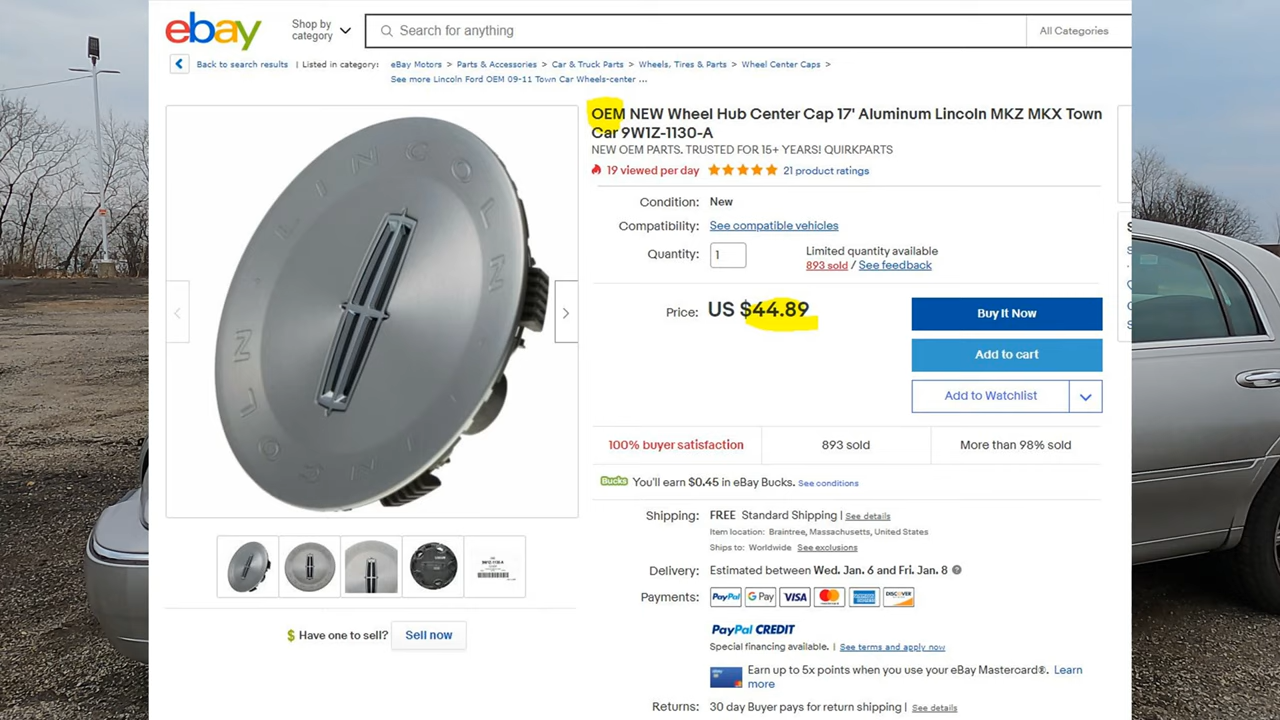 ebay
Shop by category
Search for anything
All Categories
Back to search results | Listed in category:
eBay Motors > Parts & Accessories > Car & Truck Parts > Wheels, Tires & Parts > Wheel Center Caps >
See more Lincoln Ford OEM 09-11 Town Car Wheels-center ...
OEM NEW Wheel Hub Center Cap 17' Aluminum Lincoln MKZ MKX Town
Car 9W1Z-1130-A
NEW OEM PARTS. TRUSTED FOR 15+ YEARS! QUIRKPARTS
19 viewed per day
21 product ratings
Condition: New
Compatibility: See compatible vehicles
Quantity: 1
Limited quantity available
893 sold / See feedback
Price: US $44.89
Buy It Now
Add to cart
Add to Watchlist
100% buyer satisfaction
893 sold
More than 98% sold
Bucks You'll earn $0.45 in eBay Bucks. See conditions
Shipping: FREE Standard Shipping | See details
Item location: Braintree, Massachusetts, United States
Ships to: Worldwide See exclusions
Delivery: Estimated between Wed. Jan. 6 and Fri. Jan. 8
Payments: PayPal G Pay VISA MasterCard AMERICAN EXPRESS DISCOVER
PayPal CREDIT
Special financing available. | See terms and apply now
Earn up to 5x points when you use your eBay Mastercard®. Learn
more
Returns: 30 day Buyer pays for return shipping | See details
LINCOLN
LINCOLN
$ Have one to sell? Sell now